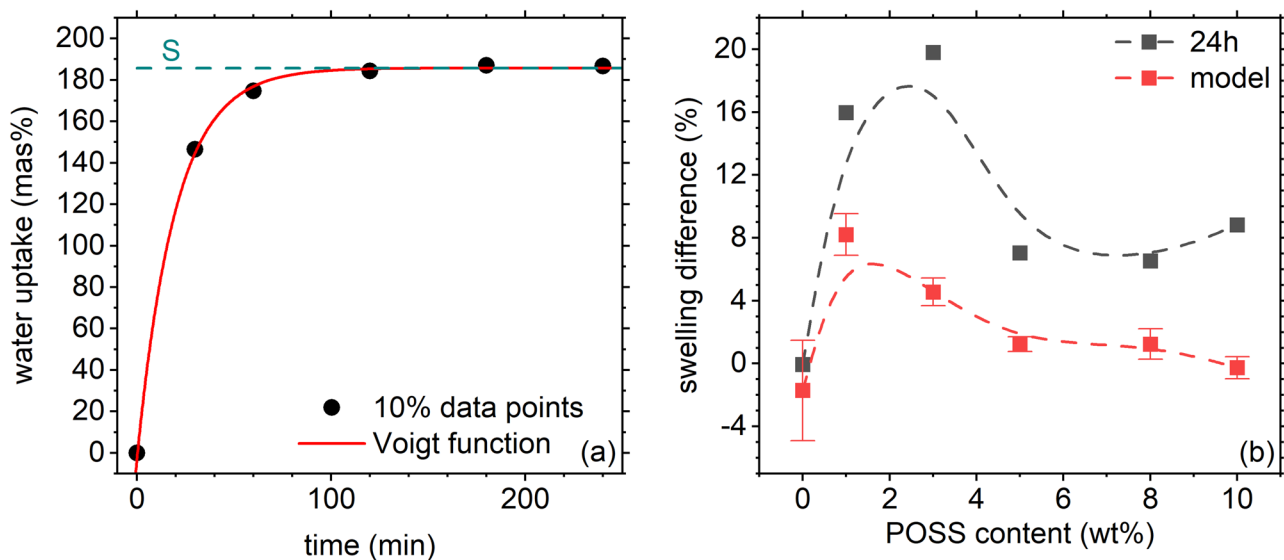 200
180
160
140
120
100
80
60
40
20
0
water uptake (mas%)
S
10% data points
Voigt function
(a)
0 100 200
time (min)
20
16
12
8
4
0
-4
swelling difference (%)
24h
model
(b)
0 2 4 6 8 10
POSS content (wt%)